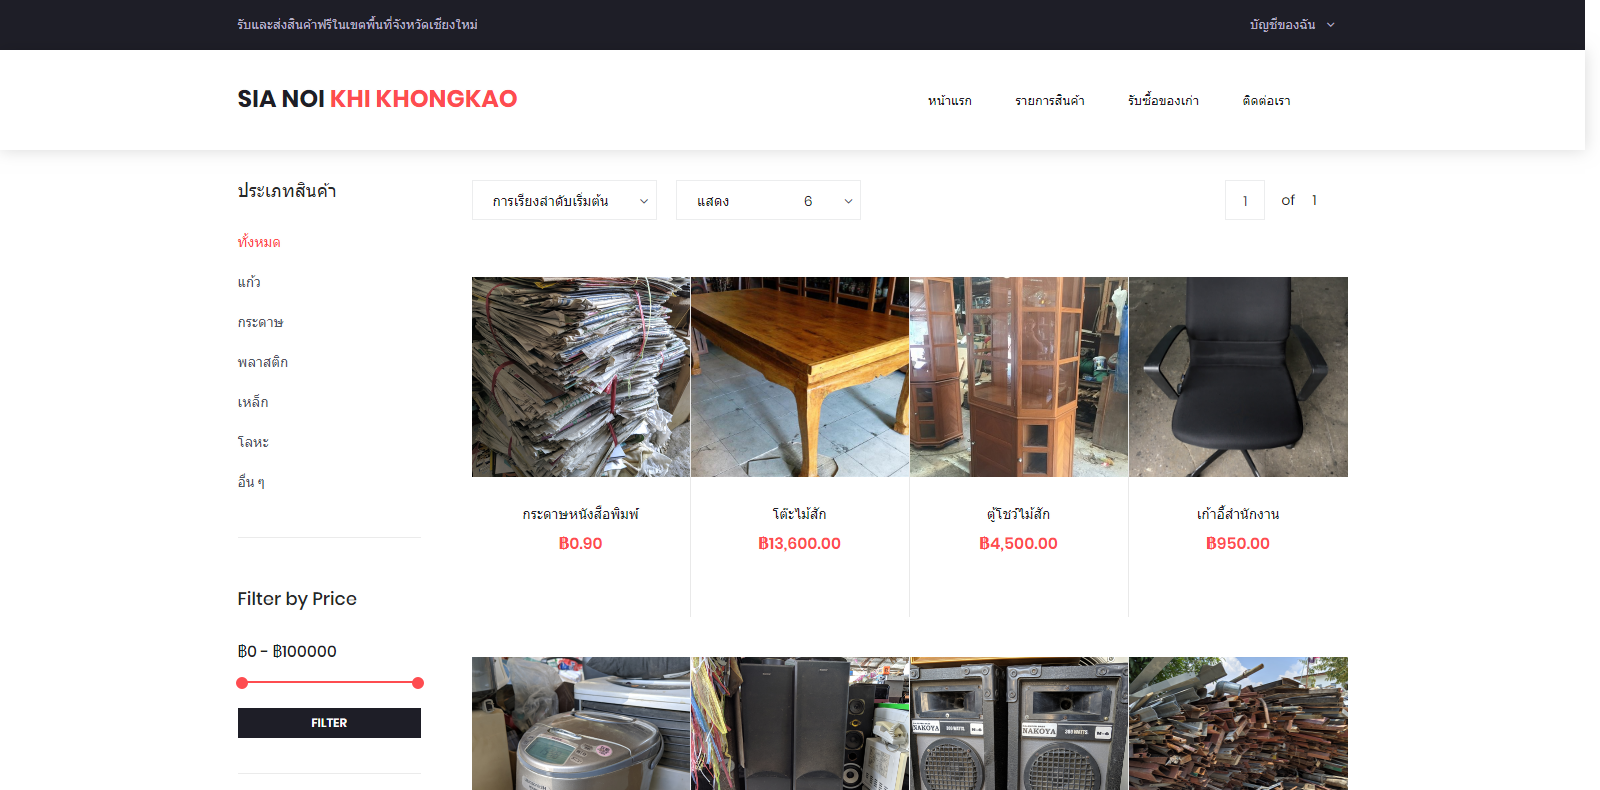 รับและส่งสินค้าฟรีในเขตพื้นที่จังหวัดเชียงใหม่
บัญชีของฉัน
SIA NOI KHI KHONGKAO
หน้าแรก
รายการสินค้า
รับซื้อของเก่า
ติดต่อเรา
ประเภทสินค้า
ทั้งหมด
แก้ว
กระดาษ
พลาสติก
เหล็ก
โลหะ
อื่น ๆ
Filter by Price
฿0 - ฿100000
FILTER
การเรียงลำดับเริ่มต้น
แสดง 6
1 of 1
กระดาษหนังสือพิมพ์
฿0.90
โต๊ะไม้สัก
฿13,600.00
ตู้โชว์ไม้สัก
฿4,500.00
เก้าอี้สำนักงาน
฿950.00
NAKOYA 360 WATTS N-4
NAKOYA 360 WATTS N-4